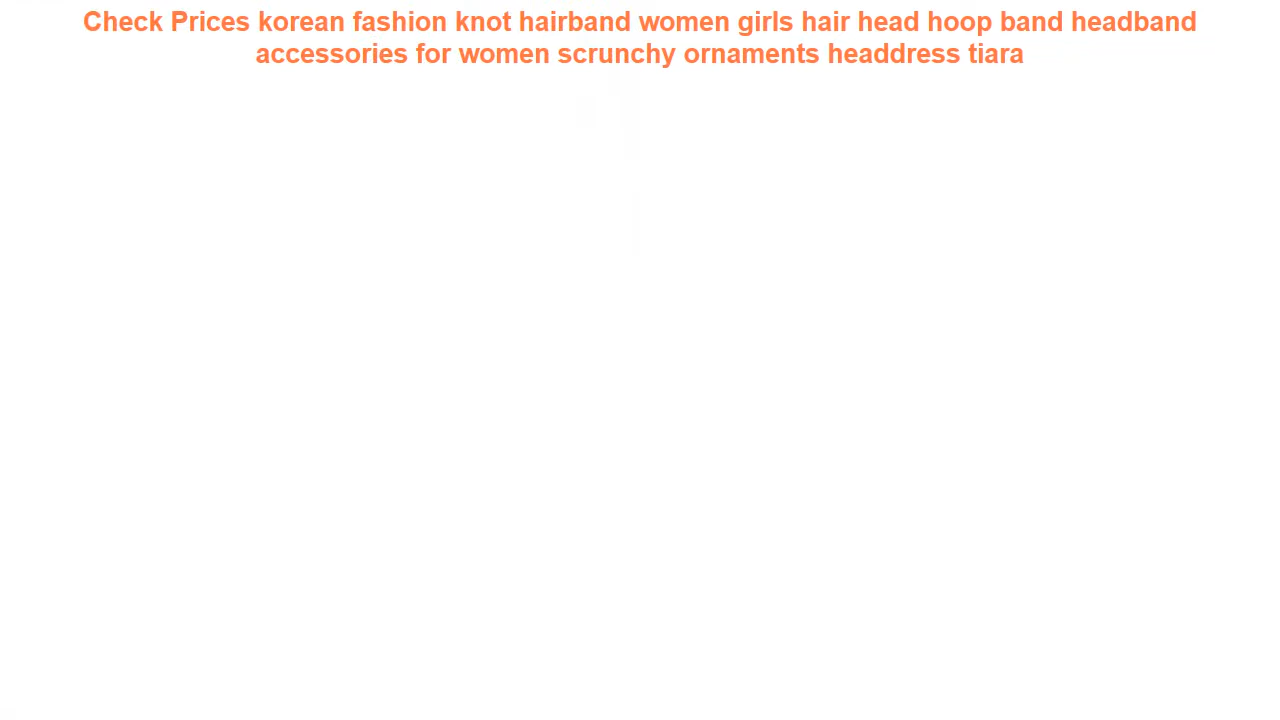 Check Prices korean fashion knot hairband women girls hair head hoop band headband
accessories for women scrunchy ornaments headdress tiara